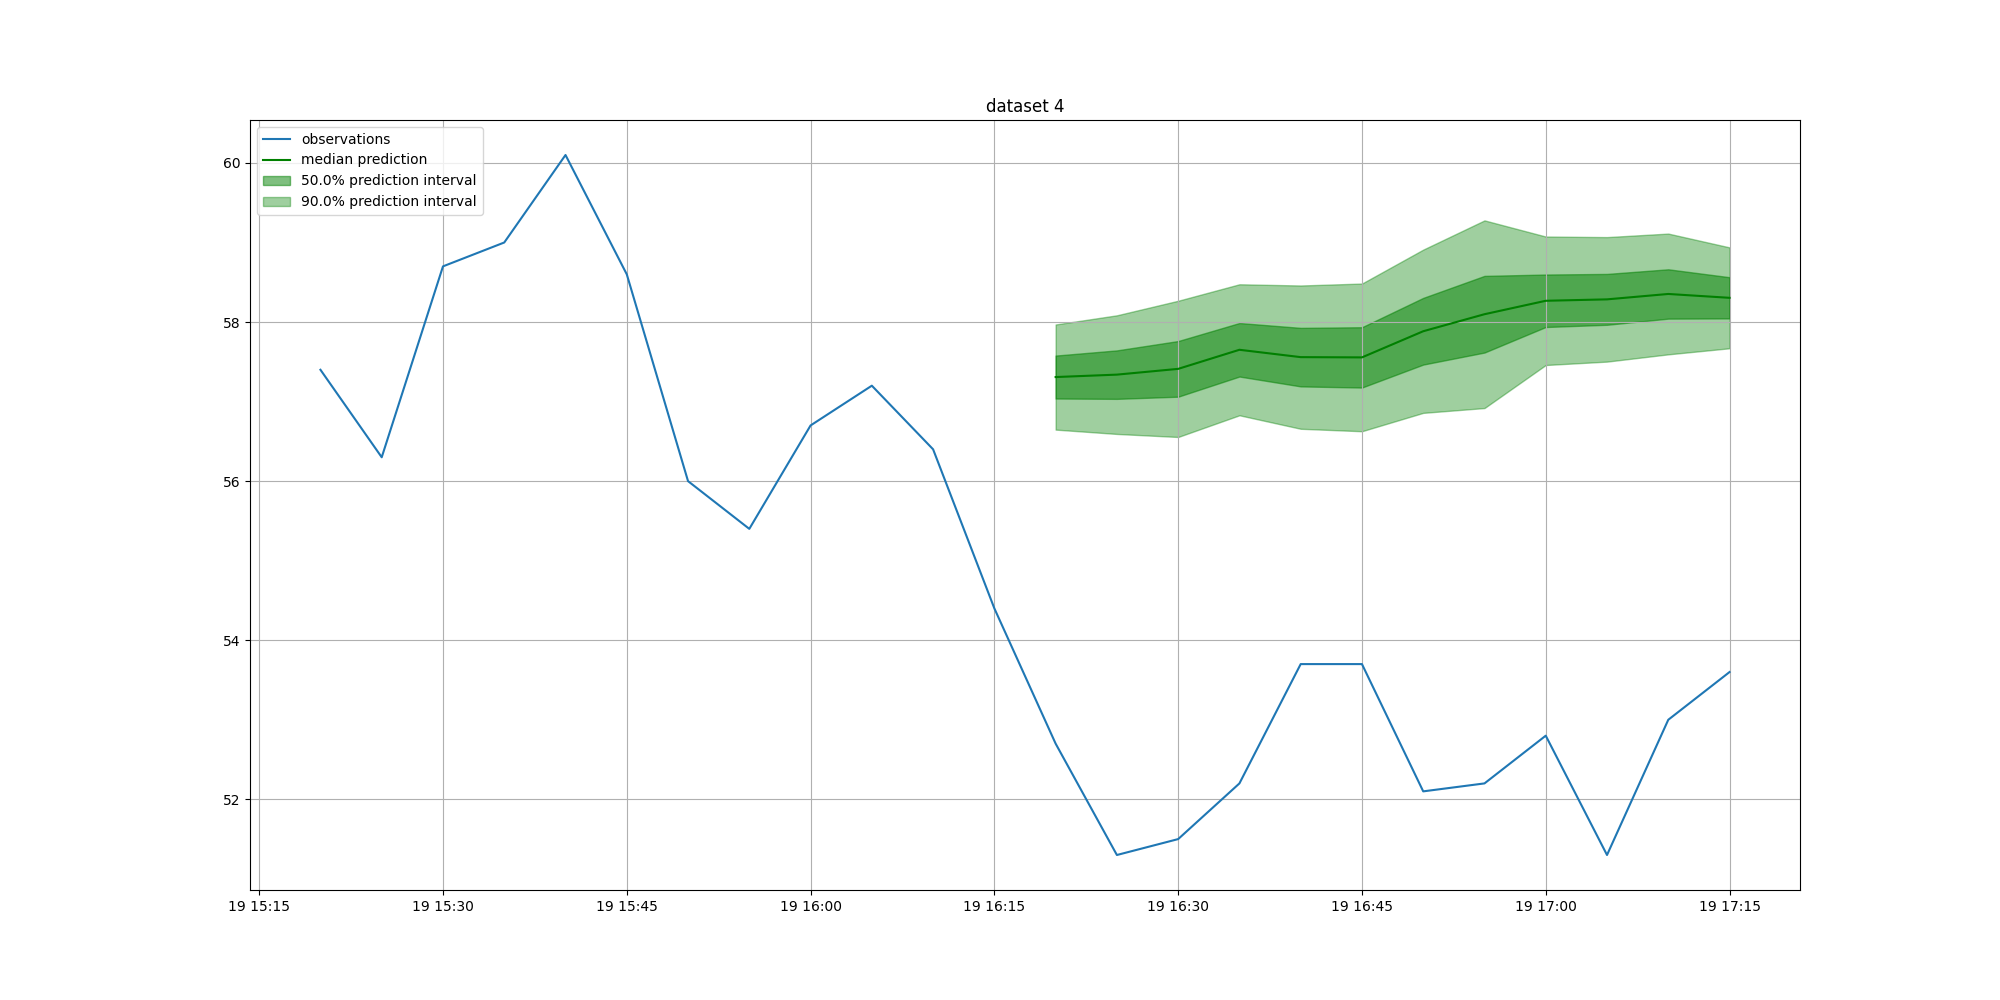 dataset 4
observations
median prediction
50.0% prediction interval
90.0% prediction interval
60
58
56
54
52
19 15:15 19 15:30 19 15:45 19 16:00 19 16:15 19 16:30 19 16:45 19 17:00 19 17:15